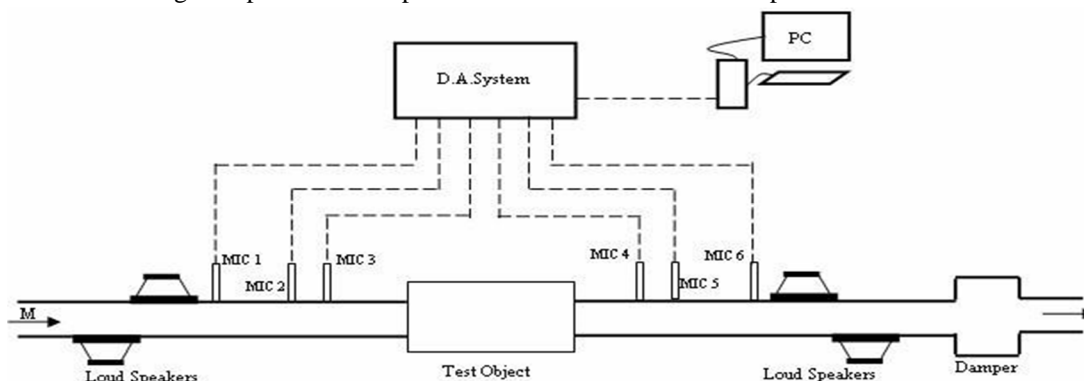 PC
D.A.System
MIC 1
MIC 2
MIC 3
MIC 4
MIC 5
MIC 6
M
Loud Speakers
Test Object
Loud Speakers
Damper